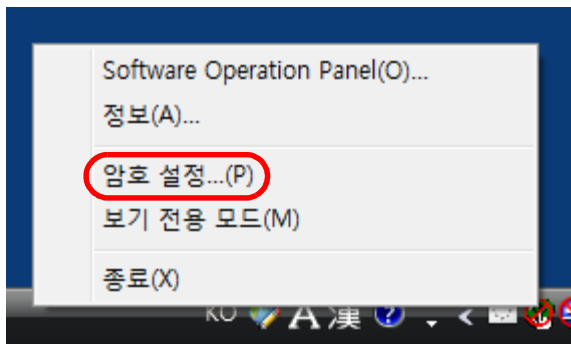 Software Operation Panel(O)...
정보(A)...
암호 설정...(P)
보기 전용 모드(M)
종료(X)
KO A 漢 ?